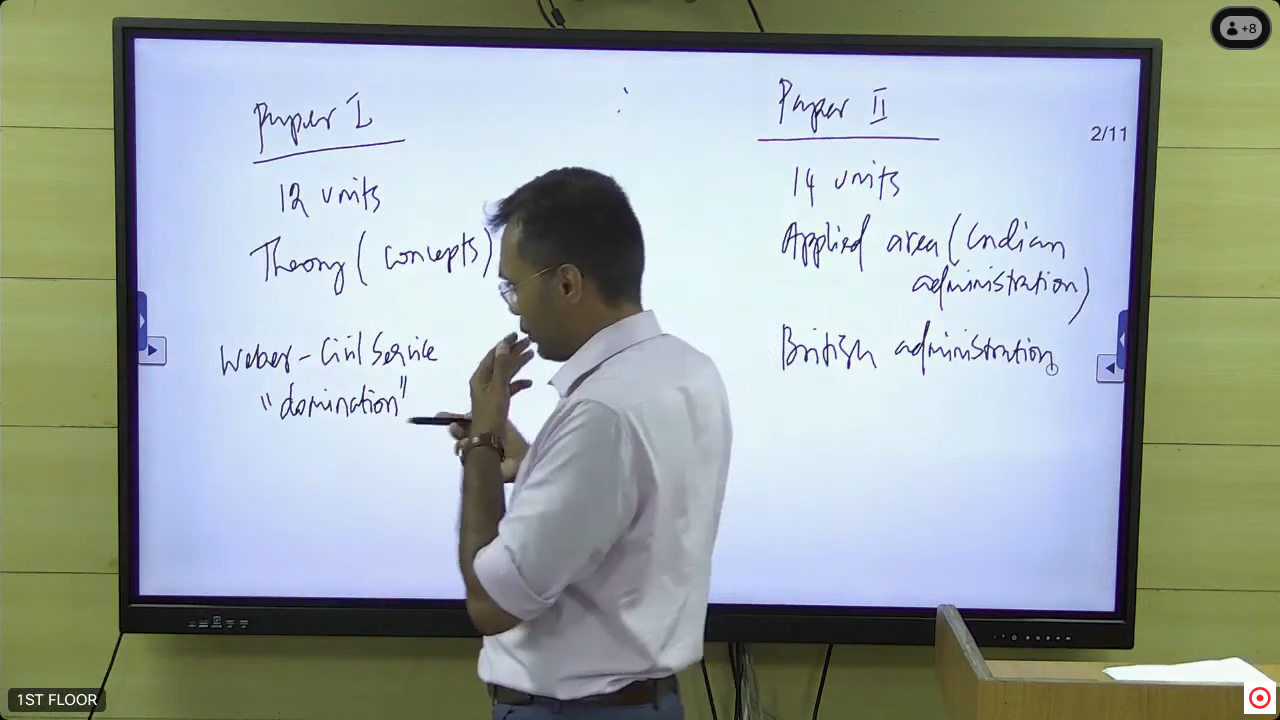 +8
Paper I
12 units
Theory (concepts)
Weber - Civil Service
"domination"
Paper II
2/11
14 units
Applied area (Indian
administration)
British administration
1ST FLOOR